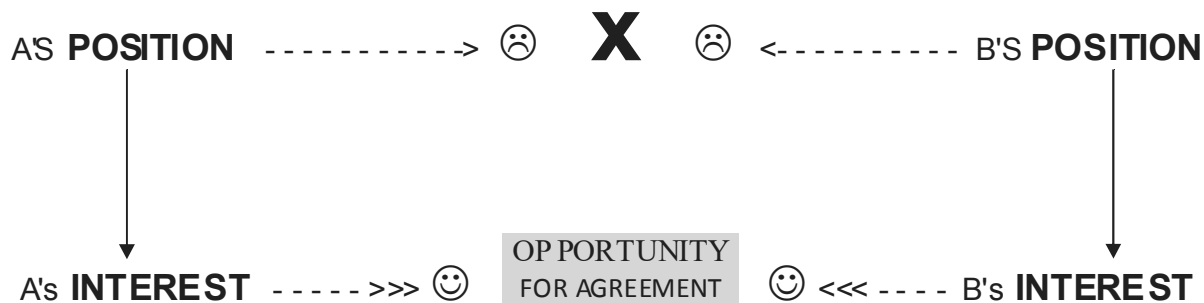 A'S POSITION - - - - - - - - - - -> ☹ X ☹ <- - - - - - - - - - B'S POSITION
OP PORTUNITY
A's INTEREST - - - - - >>> ☺ FOR AGREEMENT ☺ <<< - - - - B's INTEREST